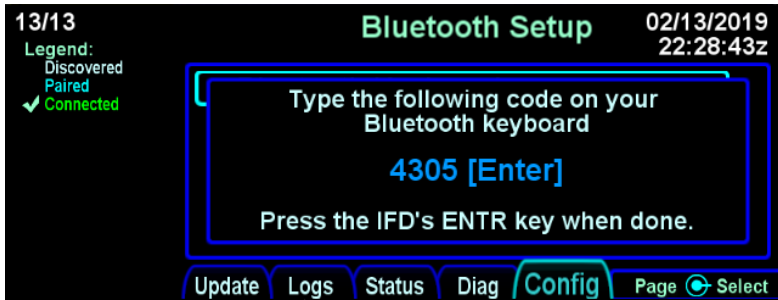 13/13
Bluetooth Setup
02/13/2019
22:28:43z
Legend:
Discovered
Paired
Connected
Type the following code on your
Bluetooth keyboard
4305 [Enter]
Press the IFD's ENTR key when done.
Update Logs Status Diag Config Page Select